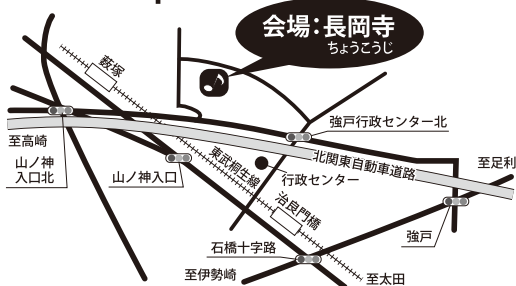 会場：長岡寺
ちょうこうじ
藪塚
強戸行政センター北
至高崎
山ノ神
入口北
山ノ神入口
東武桐生線
行政センター
北関東自動車道路
至足利
治良門橋
強戸
石橋十字路
至伊勢崎
至太田